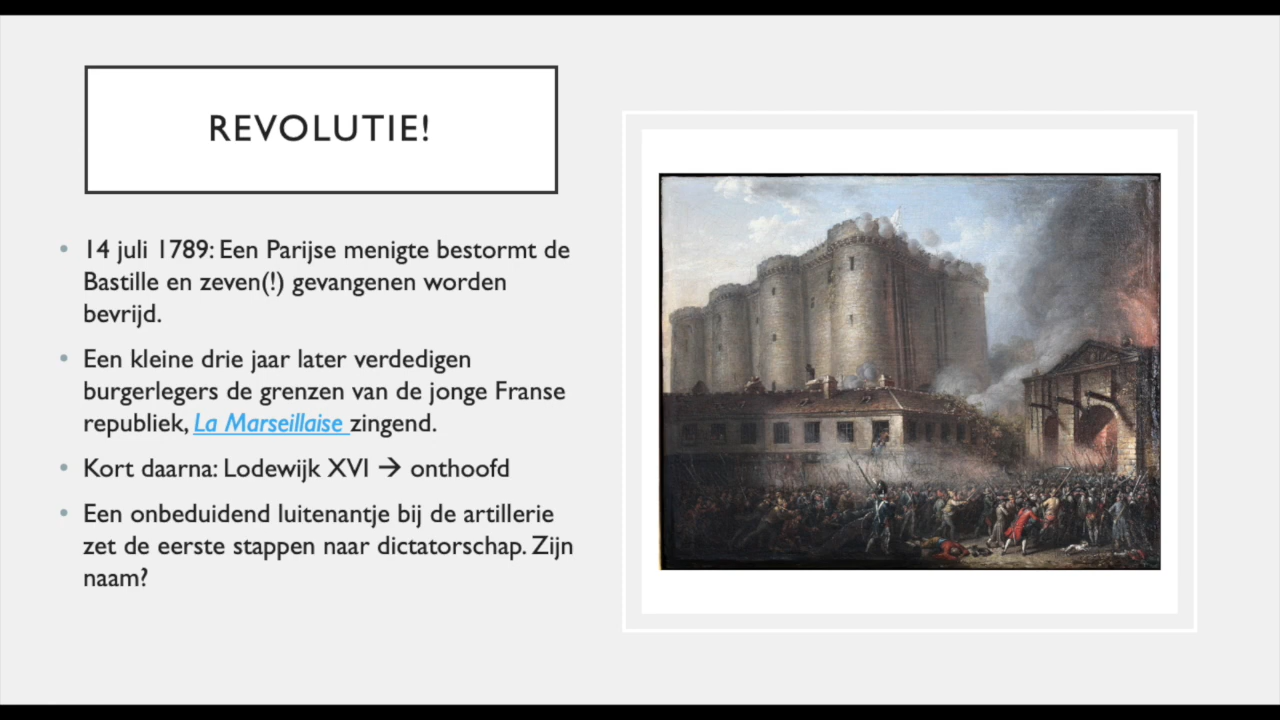 REVOLUTIE!
• 14 juli 1789: Een Parijse menigte bestormt de
Bastille en zeven(!) gevangenen worden
bevrijd.
• Een kleine drie jaar later verdedigen
burgerlegers de grenzen van de jonge Franse
republiek, La Marseillaise zingend.
• Kort daarna: Lodewijk XVI → onthoofd
• Een onbeduidend luitenantje bij de artillerie
zet de eerste stappen naar dictatorschap. Zijn
naam?